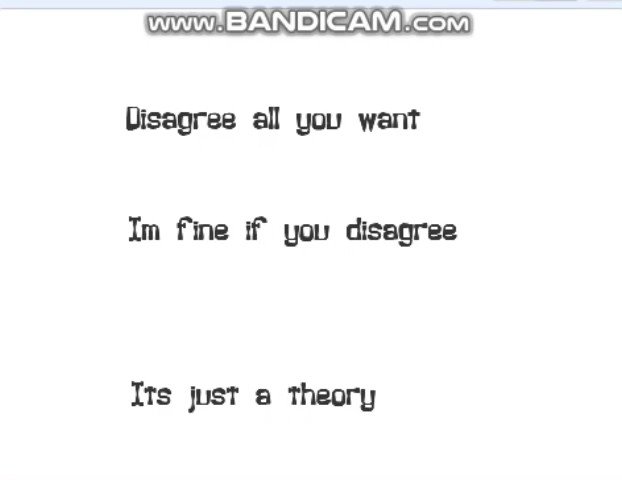 www.BANDICAM.com
Disagree all you want
Im fine if you disagree
Its just a theory